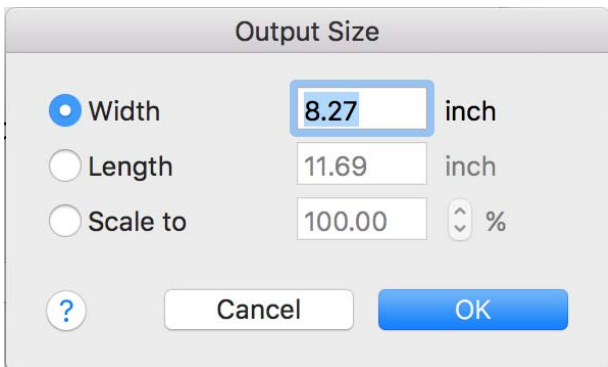 Output Size
Width 8.27 inch
Length 11.69 inch
Scale to 100.00 %
? Cancel OK